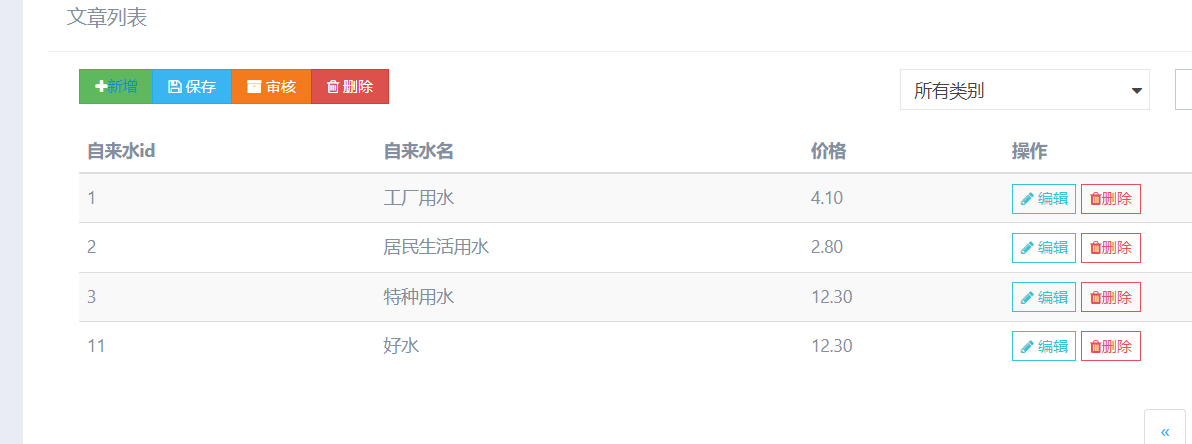 文章列表
新增 保存 审核 删除 所有类别
自来水id 自来水名 价格 操作
1 工厂用水 4.10 编辑 删除
2 居民生活用水 2.80 编辑 删除
3 特种用水 12.30 编辑 删除
11 好水 12.30 编辑 删除
«